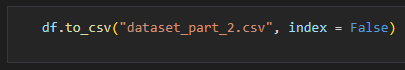 df.to_csv("dataset_part_2.csv", index = False)